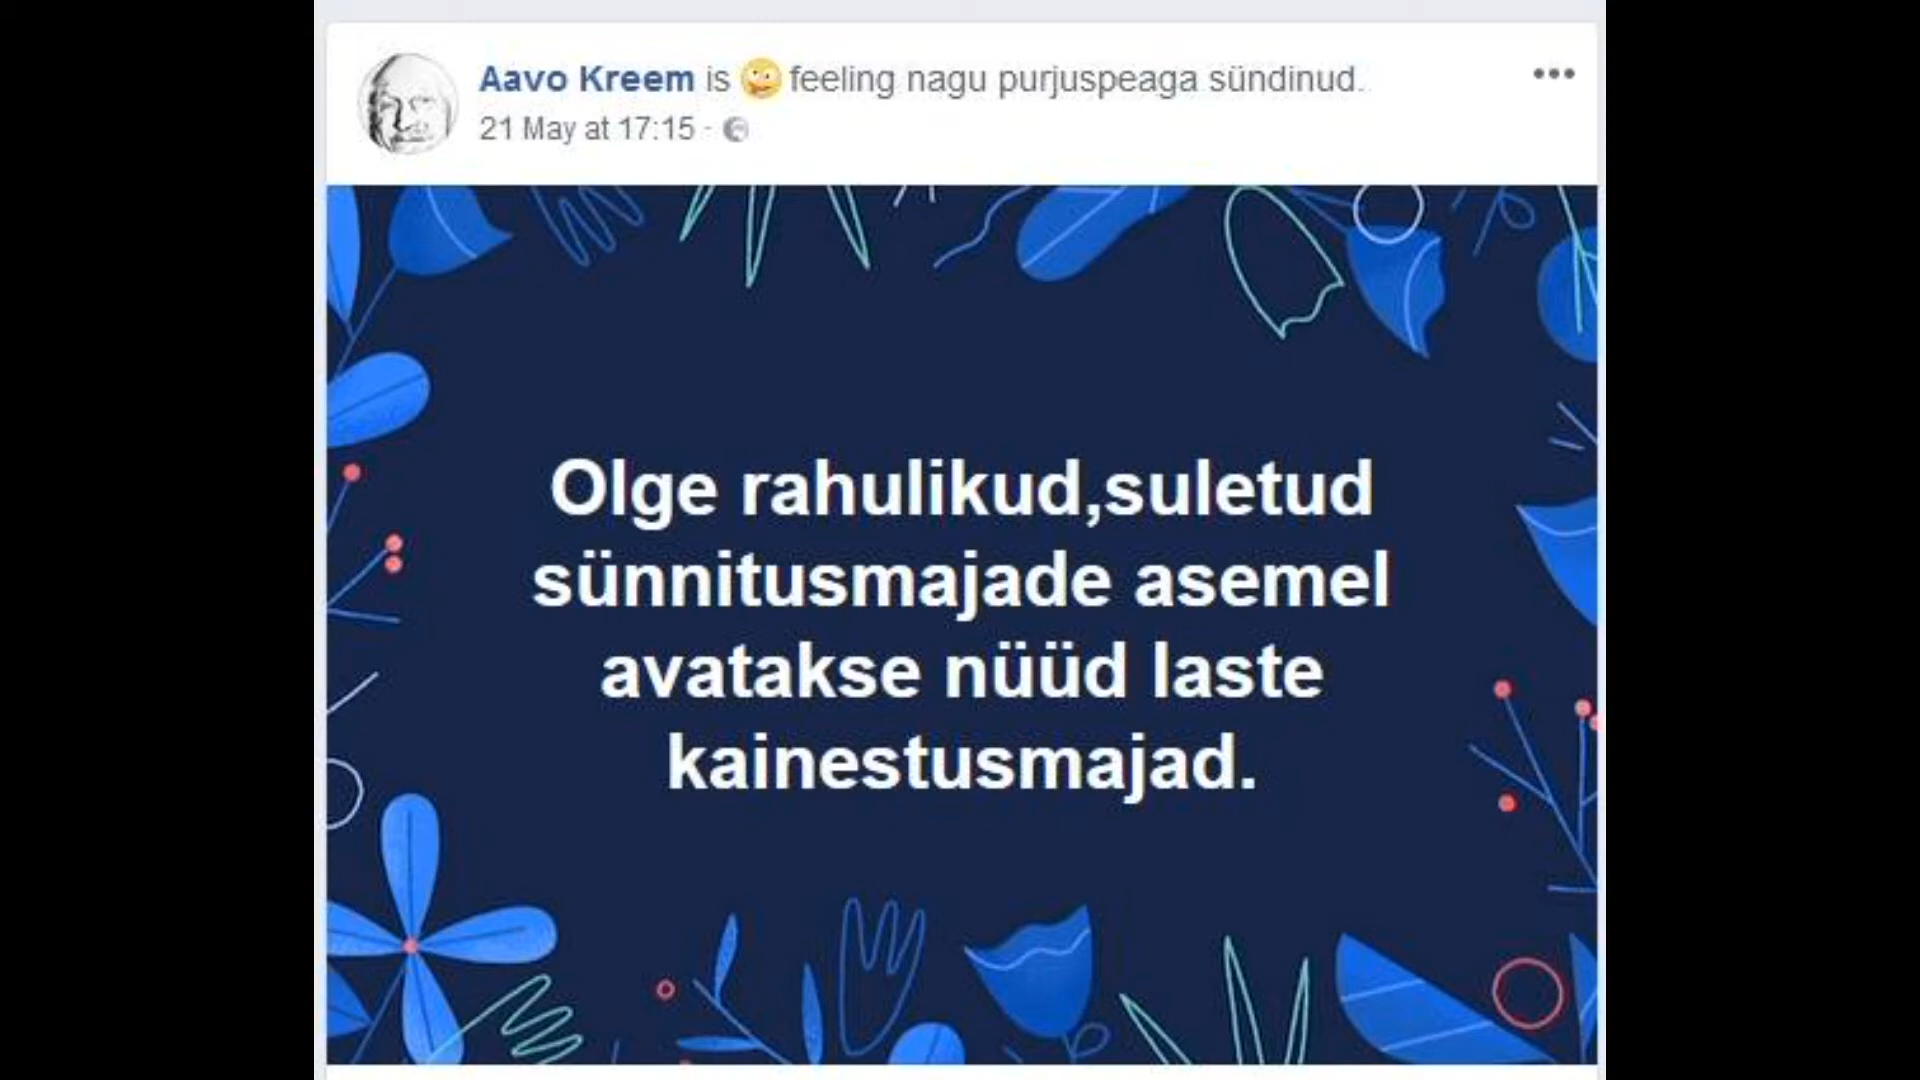 Aavo Kreem is feeling nagu purjuspeaga sündinud.
21 May at 17:15 ·
Olge rahulikud,suletud
sünnitusmajade asemel
avatakse nüüd laste
kainestusmajad.